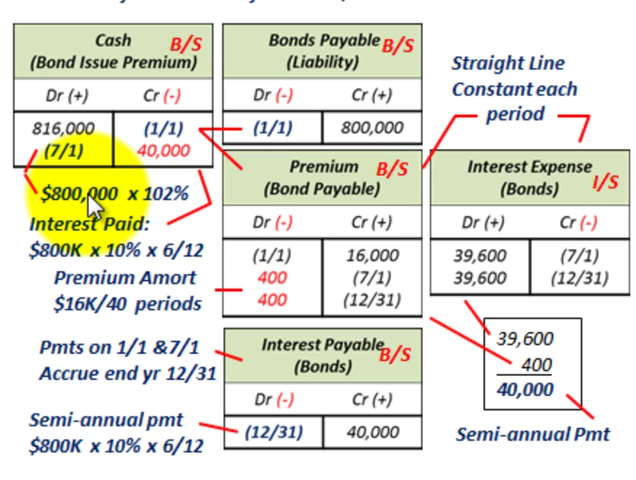 Cash B/S
(Bond Issue Premium)
Dr (+) Cr (-)
816,000 (1/1)
(7/1) 40,000
Bonds Payable B/S
(Liability)
Dr (-) Cr (+)
(1/1) 800,000
Straight Line
Constant each
period
$800,000 x 102%
Interest Paid:
$800K x 10% x 6/12
Premium Amort
$16K/40 periods
Premium B/S
(Bond Payable)
Dr (-) Cr (+)
(1/1) 16,000
400 (7/1)
400 (12/31)
Interest Expense
(Bonds) I/S
Dr (+) Cr (-)
39,600 (7/1)
39,600 (12/31)
Pmts on 1/1 &7/1
Accrue end yr 12/31
Semi-annual pmt
$800K x 10% x 6/12
Interest Payable B/S
(Bonds)
Dr (-) Cr (+)
(12/31) 40,000
39,600
400
40,000
Semi-annual Pmt